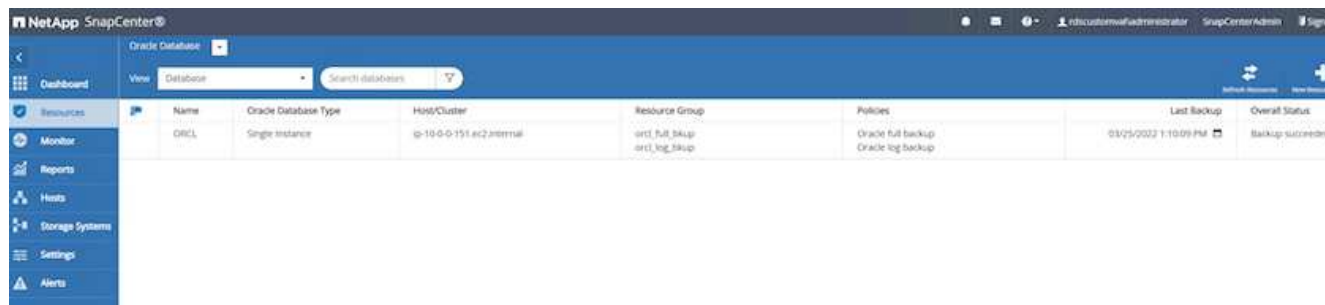 NetApp SnapCenter®
SnapCenterAdmin Sign
Oracle Database
Dashboard
View Database Search databases
Refresh Resources New Resou
Resources
Name Oracle Database Type Host/Cluster Resource Group Policies Last Backup Overall Status
ORCL Single Instance ip-10-0-0-151.ec2.internal orcl_full_bkup Oracle full backup 03/25/2022 1:10:09 PM Backup succeede
orcl_log_bkup Oracle log backup
Monitor
Reports
Hosts
Storage Systems
Settings
Alerts